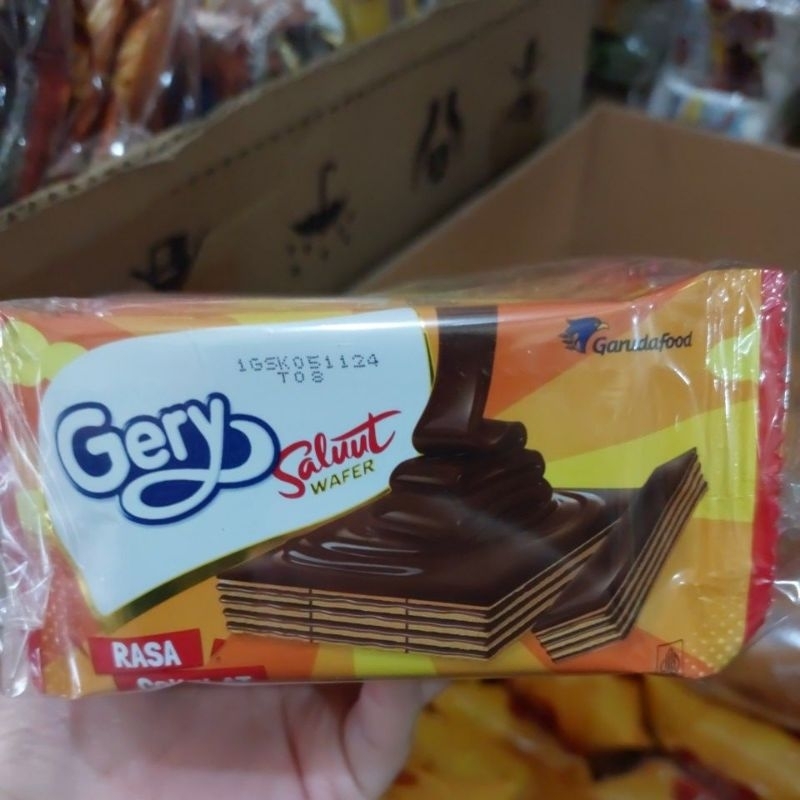 1GSK051124
T08
Garudafood
Gery
Saluut
WAFER
RASA